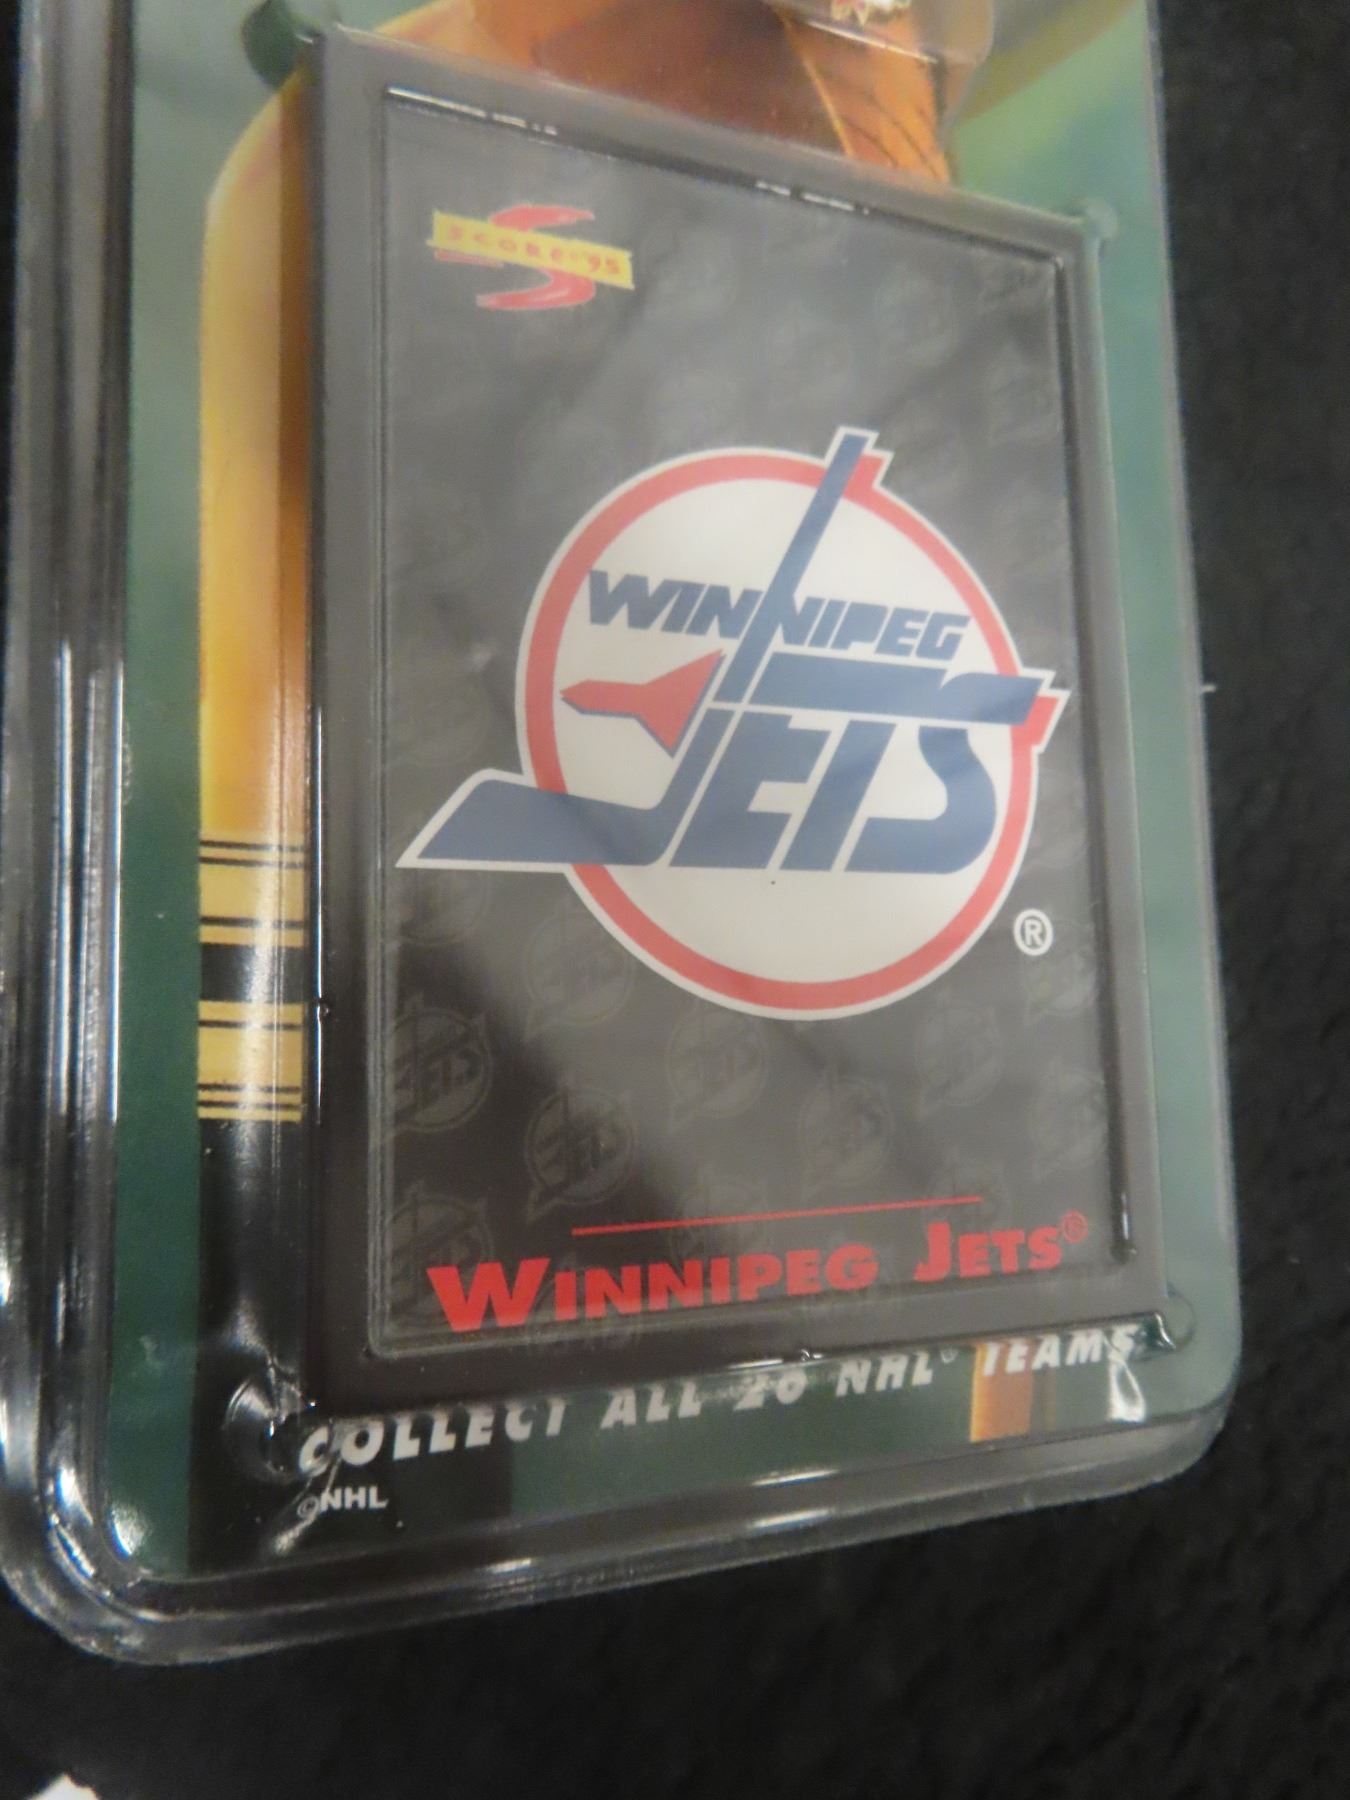 SCORE '95
WINNIPEG
JETS
®
WINNIPEG JETS®
COLLECT ALL 26 NHL® TEAMS
©NHL